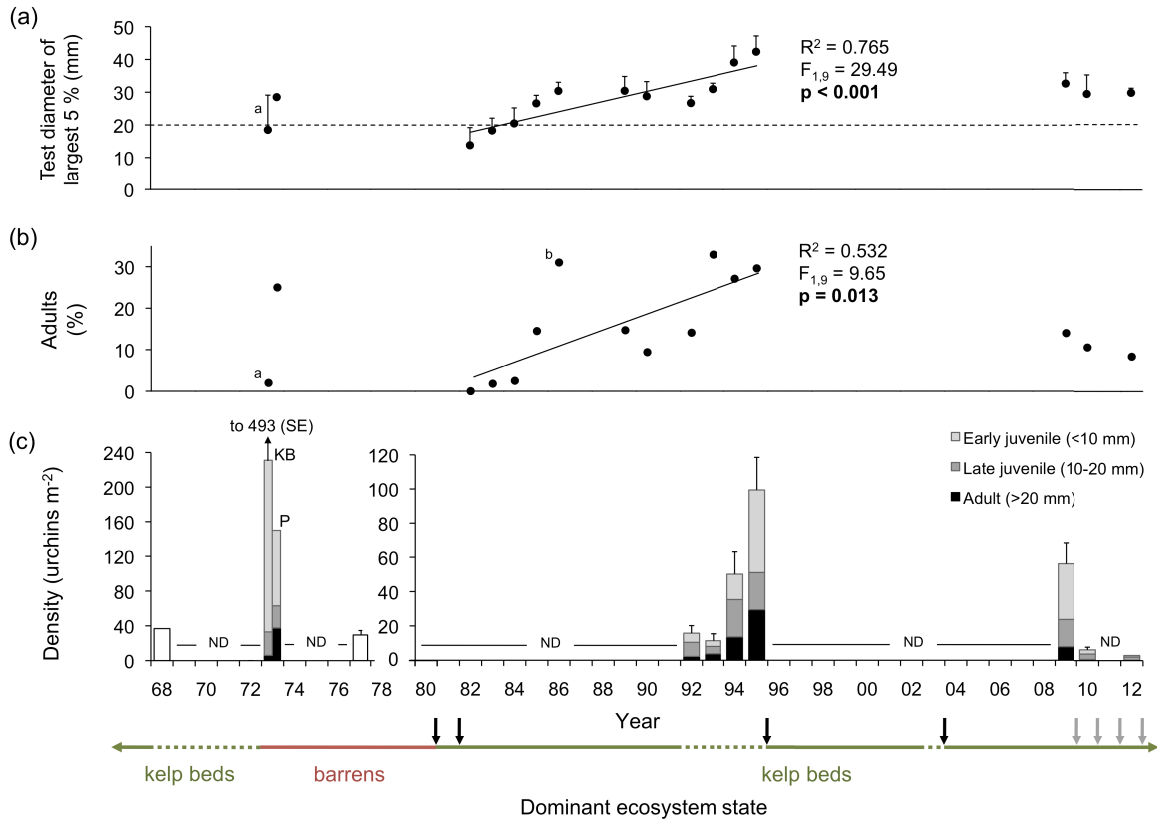 (a)
Test diameter of
largest 5 % (mm)
50
40
30
20
10
0
a
R² = 0.765
F1,9 = 29.49
p < 0.001
(b)
Adults
(%)
30
20
10
0
a
b
R² = 0.532
F1,9 = 9.65
p = 0.013
(c)
Density (urchins m-2)
to 493 (SE)
240
200
160
120
80
40
0
KB
P
ND
ND
120
100
80
60
40
20
0
ND
ND
ND
Early juvenile (<10 mm)
Late juvenile (10-20 mm)
Adult (>20 mm)
68 70 72 74 76 78 80 82 84 86 88 90 92 94 96 98 00 02 04 06 08 10 12
Year
kelp beds barrens kelp beds
Dominant ecosystem state